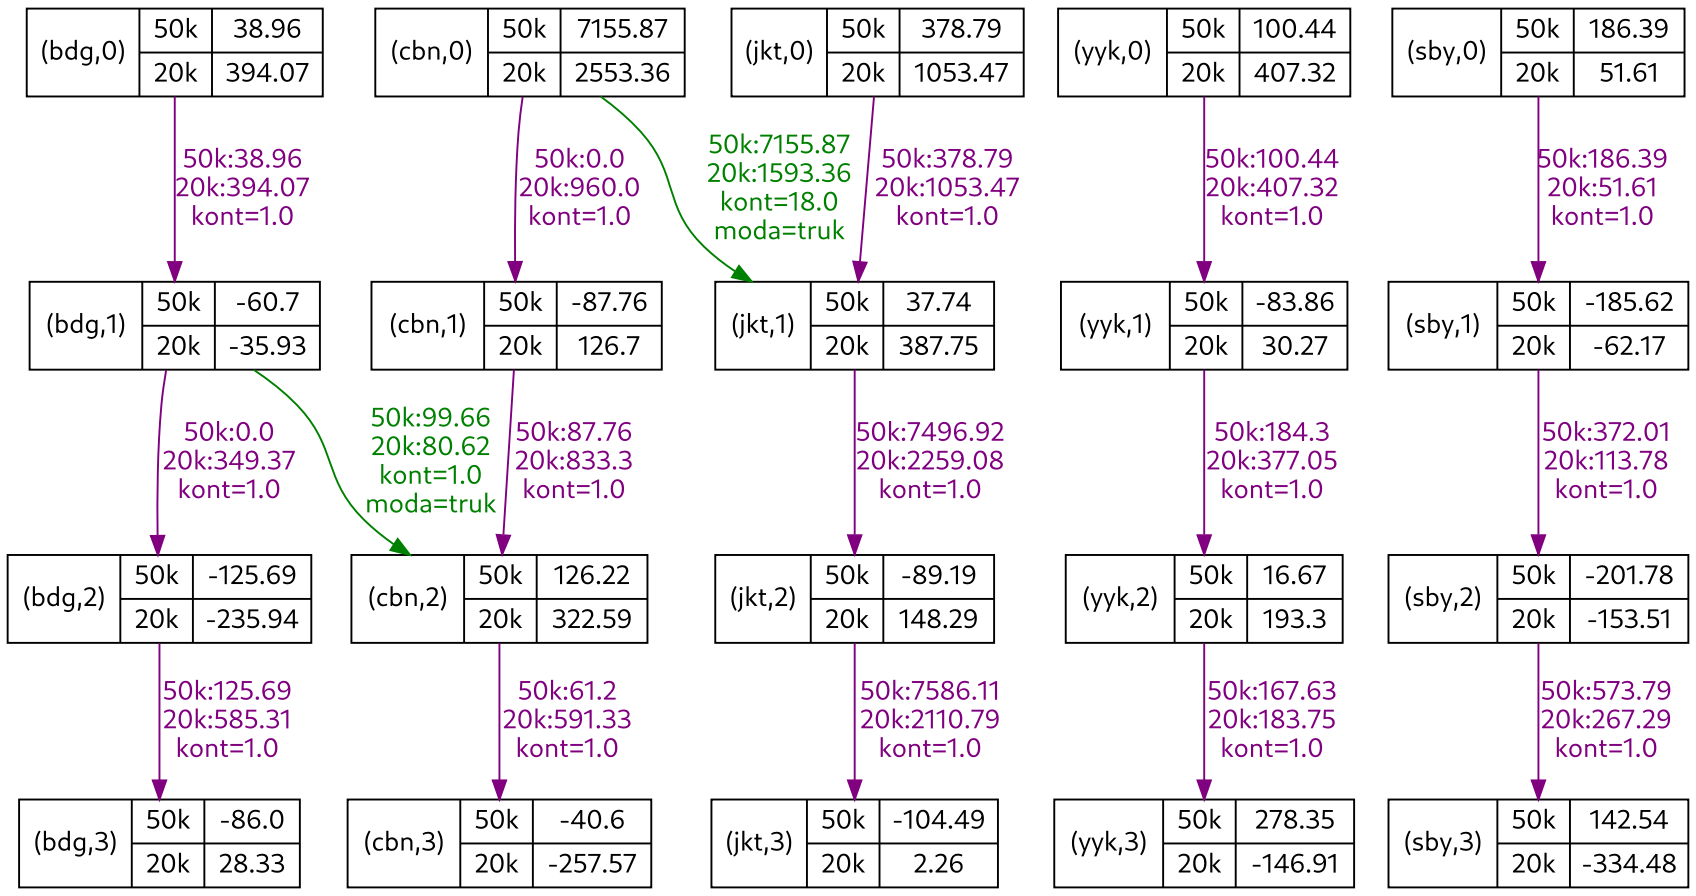 (bdg,0) 50k 38.96
20k 394.07
(cbn,0) 50k 7155.87
20k 2553.36
(jkt,0) 50k 378.79
20k 1053.47
(yyk,0) 50k 100.44
20k 407.32
(sby,0) 50k 186.39
20k 51.61
50k:38.96
20k:394.07
kont=1.0
50k:0.0
20k:960.0
kont=1.0
50k:7155.87
20k:1593.36
kont=18.0
moda=truk
50k:378.79
20k:1053.47
kont=1.0
50k:100.44
20k:407.32
kont=1.0
50k:186.39
20k:51.61
kont=1.0
(bdg,1) 50k -60.7
20k -35.93
(cbn,1) 50k -87.76
20k 126.7
(jkt,1) 50k 37.74
20k 387.75
(yyk,1) 50k -83.86
20k 30.27
(sby,1) 50k -185.62
20k -62.17
50k:0.0
20k:349.37
kont=1.0
50k:99.66
20k:80.62
kont=1.0
moda=truk
50k:87.76
20k:833.3
kont=1.0
50k:7496.92
20k:2259.08
kont=1.0
50k:184.3
20k:377.05
kont=1.0
50k:372.01
20k:113.78
kont=1.0
(bdg,2) 50k -125.69
20k -235.94
(cbn,2) 50k 126.22
20k 322.59
(jkt,2) 50k -89.19
20k 148.29
(yyk,2) 50k 16.67
20k 193.3
(sby,2) 50k -201.78
20k -153.51
50k:125.69
20k:585.31
kont=1.0
50k:61.2
20k:591.33
kont=1.0
50k:7586.11
20k:2110.79
kont=1.0
50k:167.63
20k:183.75
kont=1.0
50k:573.79
20k:267.29
kont=1.0
(bdg,3) 50k -86.0
20k 28.33
(cbn,3) 50k -40.6
20k -257.57
(jkt,3) 50k -104.49
20k 2.26
(yyk,3) 50k 278.35
20k -146.91
(sby,3) 50k 142.54
20k -334.48